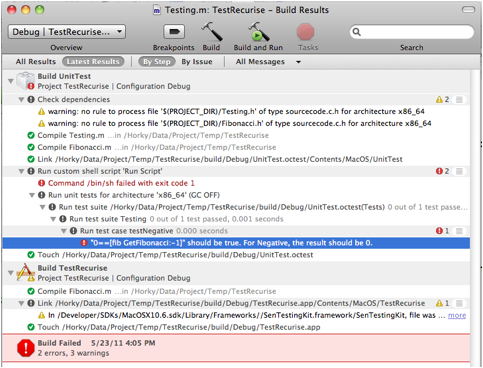 Testing.m: TestRecurise – Build Results
Debug | TestRecurise...
Overview Breakpoints Build Build and Run Tasks Search
All Results Latest Results By Step By Issue All Messages
Build UnitTest
Project TestRecurise | Configuration Debug
Check dependencies 2
warning: no rule to process file '$(PROJECT_DIR)/Testing.h' of type sourcecode.c.h for architecture x86_64
warning: no rule to process file '$(PROJECT_DIR)/Fibonacci.h' of type sourcecode.c.h for architecture x86_64
Compile Testing.m ...in /Horky/Data/Project/Temp/TestRecurise
Compile Fibonacci.m ...in /Horky/Data/Project/Temp/TestRecurise
Link /Horky/Data/Project/Temp/TestRecurise/build/Debug/UnitTest.octest/Contents/MacOS/UnitTest
Run custom shell script 'Run Script' 2
Command /bin/sh failed with exit code 1
Run unit tests for architecture 'x86_64' (GC OFF)
Run test suite /Horky/Data/Project/Temp/TestRecurise/build/Debug/UnitTest.octest(Tests) 0 out of 1 test passed...
Run test suite Testing 0 out of 1 test passed, 0.001 seconds
Run test case testNegative 0.000 seconds 1
"0==[fib GetFibonacci:-1]" should be true. For Negative, the result should be 0.
Touch /Horky/Data/Project/Temp/TestRecurise/build/Debug/UnitTest.octest
Build TestRecurise
Project TestRecurise | Configuration Debug
Compile Fibonacci.m ...in /Horky/Data/Project/Temp/TestRecurise
Link /Horky/Data/Project/Temp/TestRecurise/build/Debug/TestRecurise.app/Contents/MacOS/TestRecurise 1
In /Developer/SDKs/MacOSX10.6.sdk/Library/Frameworks//SenTestingKit.framework/SenTestingKit, file was ... more
Touch /Horky/Data/Project/Temp/TestRecurise/build/Debug/TestRecurise.app
Build Failed 5/23/11 4:05 PM
2 errors, 3 warnings